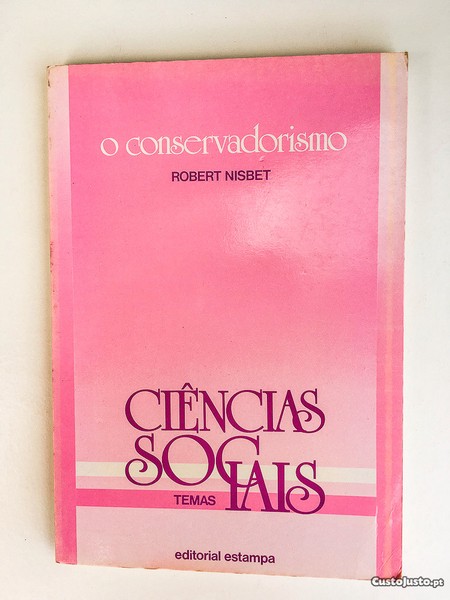 o conservadorismo
ROBERT NISBET
CIÊNCIAS
SOCIAIS
TEMAS
editorial estampa
CustoJusto.pt